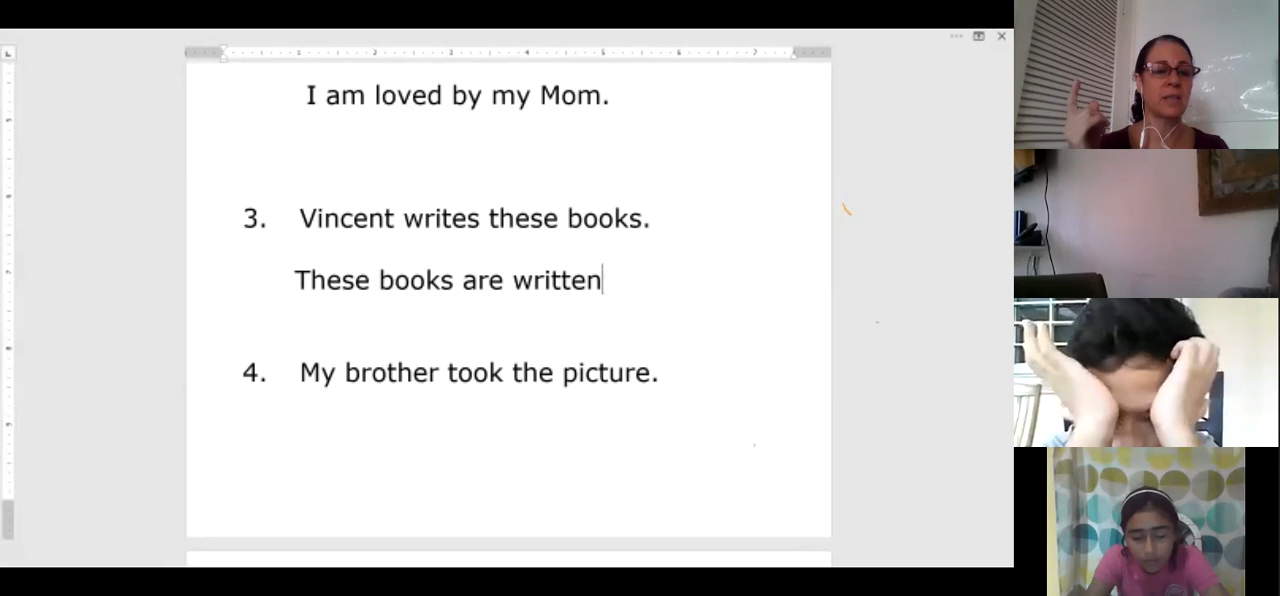 I am loved by my Mom.
3. Vincent writes these books.
These books are written
4. My brother took the picture.